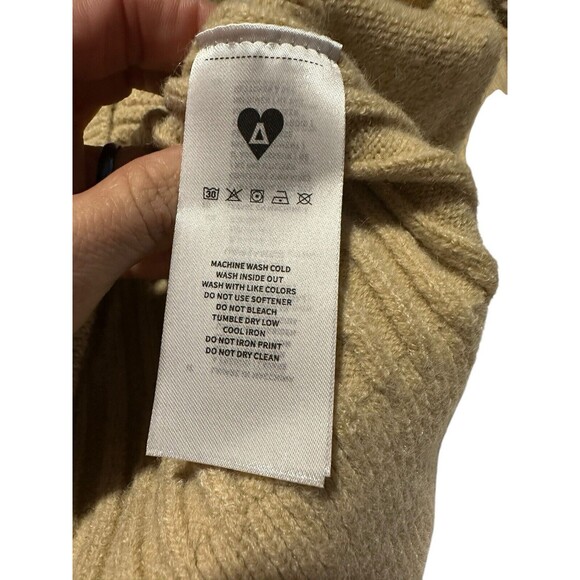 Δ
30
MACHINE WASH COLD
WASH INSIDE OUT
WASH WITH LIKE COLORS
DO NOT USE SOFTENER
DO NOT BLEACH
TUMBLE DRY LOW
COOL IRON
DO NOT IRON PRINT
DO NOT DRY CLEAN